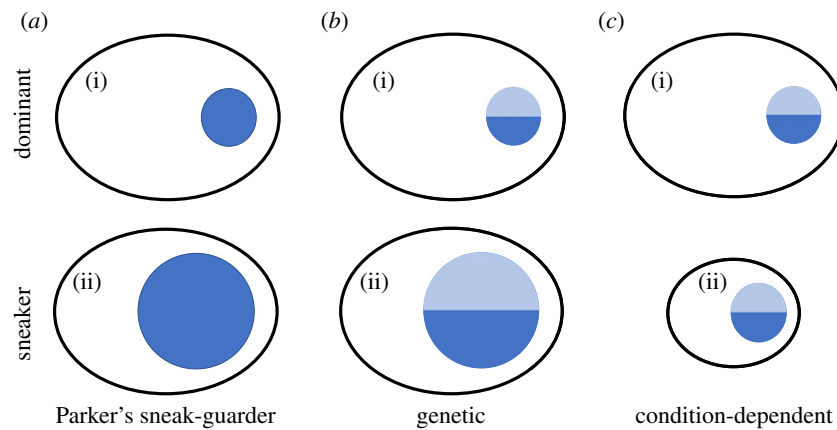 (a)
(b)
(c)
dominant
(i)
(i)
(i)
sneaker
(ii)
(ii)
(ii)
Parker's sneak-guarder
genetic
condition-dependent